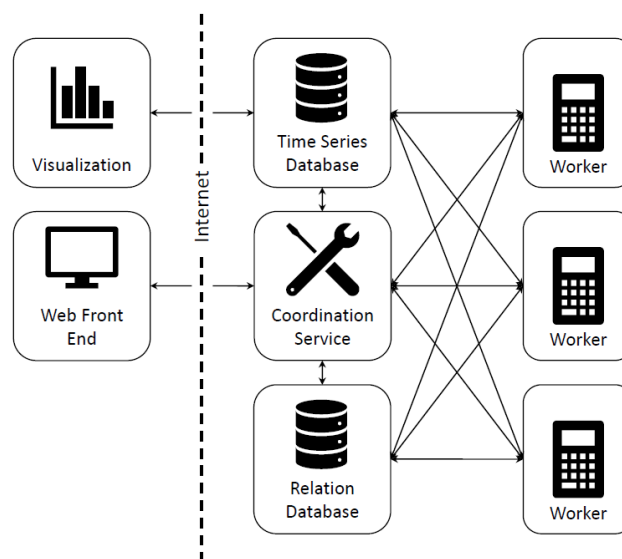 Visualization
Time Series
Database
Worker
Internet
Web Front
End
Coordination
Service
Worker
Relation
Database
Worker